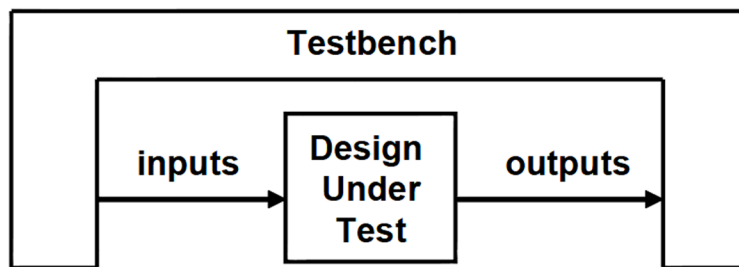 Testbench
inputs
Design
Under
Test
outputs